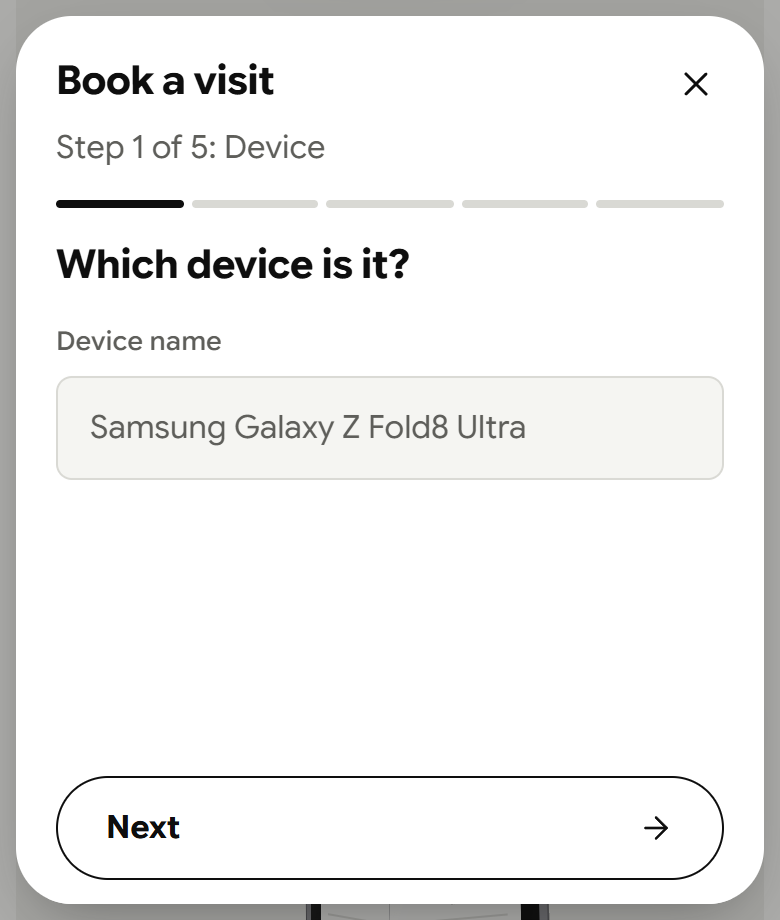 Book a visit
Step 1 of 5: Device
Which device is it?
Device name
Samsung Galaxy Z Fold8 Ultra
Next